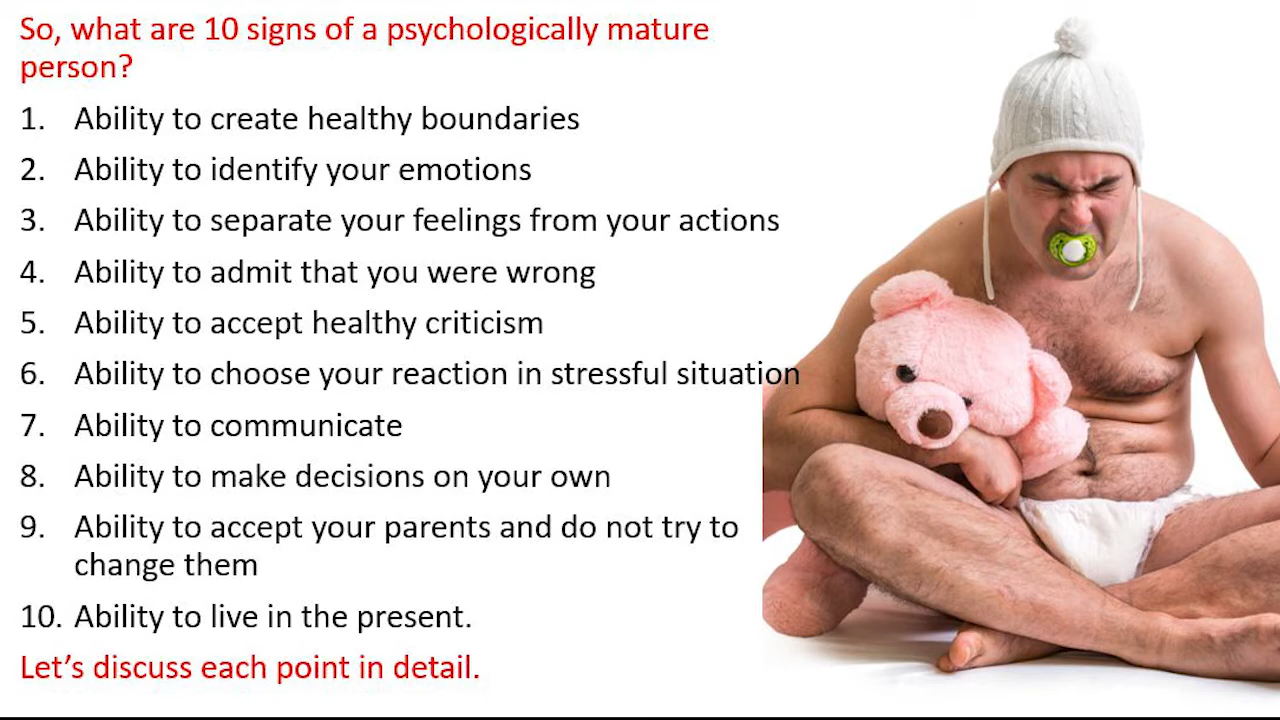 So, what are 10 signs of a psychologically mature
person?
1. Ability to create healthy boundaries
2. Ability to identify your emotions
3. Ability to separate your feelings from your actions
4. Ability to admit that you were wrong
5. Ability to accept healthy criticism
6. Ability to choose your reaction in stressful situation
7. Ability to communicate
8. Ability to make decisions on your own
9. Ability to accept your parents and do not try to
change them
10. Ability to live in the present.
Let's discuss each point in detail.